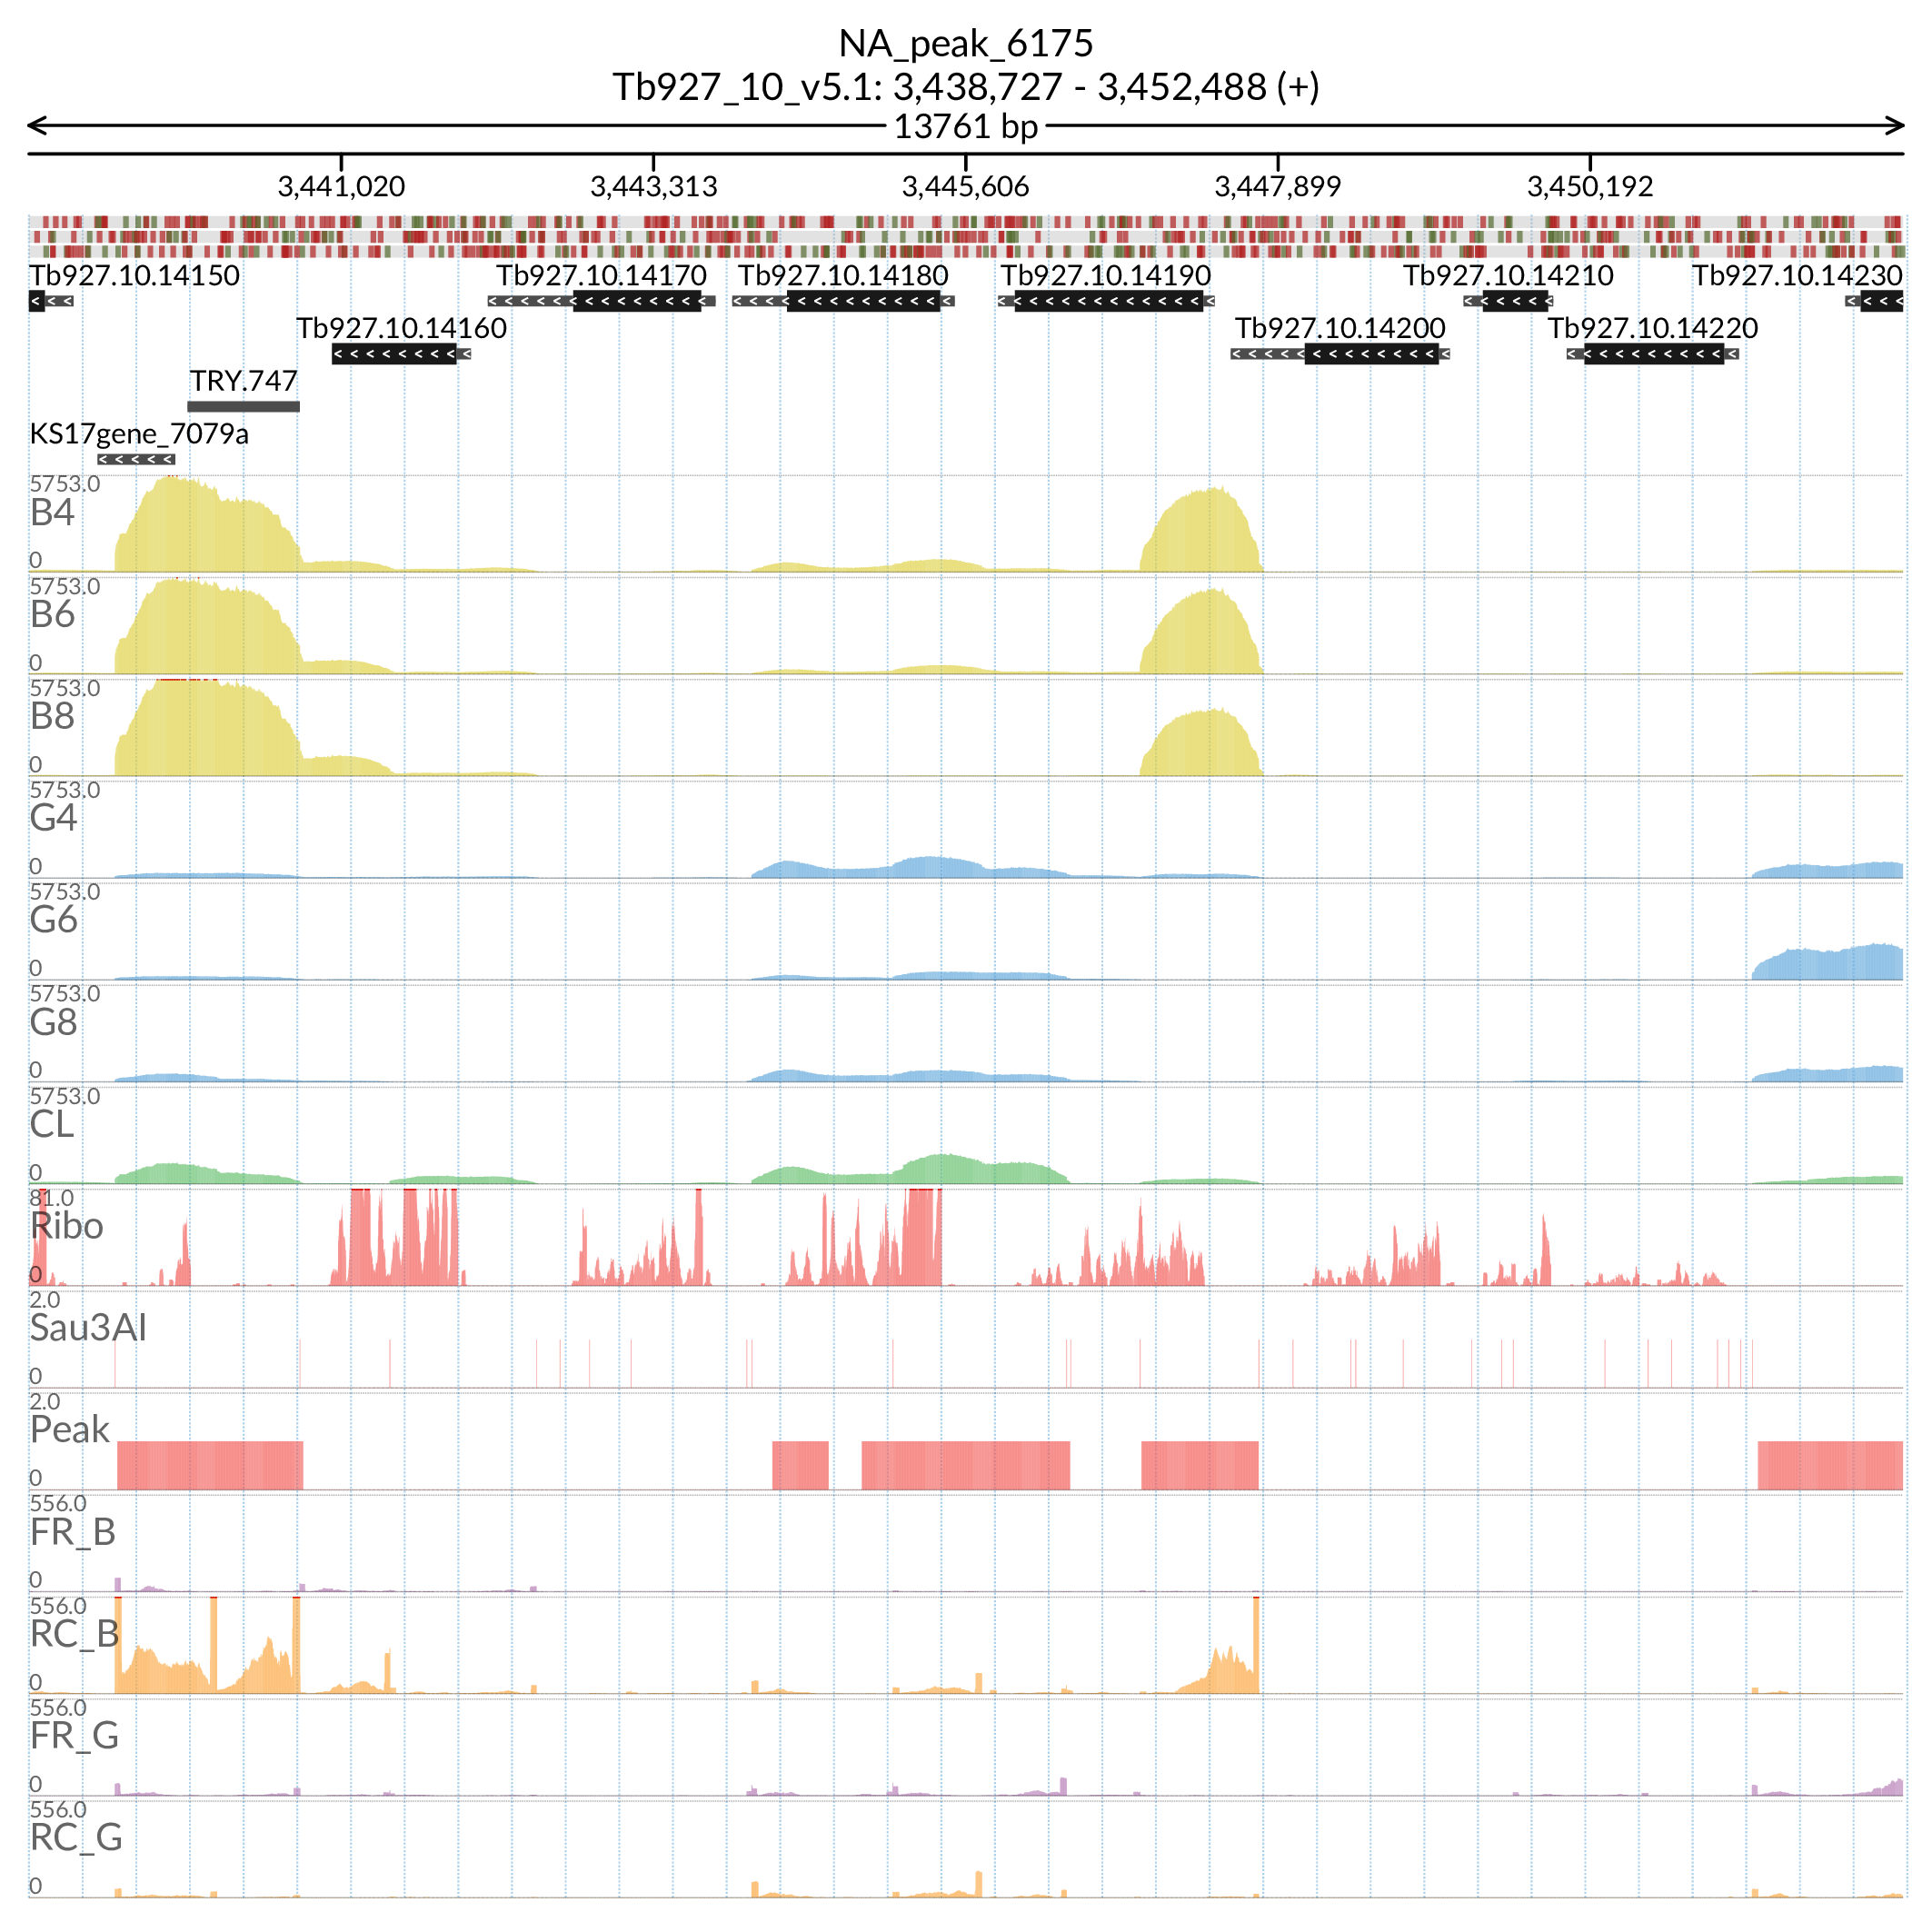 NA_peak_6175
Tb927_10_v5.1: 3,438,727 - 3,452,488 (+)
13761 bp
3,441,020 3,443,313 3,445,606 3,447,899 3,450,192
Tb927.10.14150 Tb927.10.14170 Tb927.10.14180 Tb927.10.14190 Tb927.10.14210 Tb927.10.14230
Tb927.10.14160 Tb927.10.14200 Tb927.10.14220
TRY.747
KS17gene_7079a
5753.0
B4
0
5753.0
B6
0
5753.0
B8
0
5753.0
G4
0
5753.0
G6
0
5753.0
G8
0
5753.0
CL
0
81.0
Ribo
0
2.0
Sau3AI
0
2.0
Peak
0
556.0
FR_B
0
556.0
RC_B
0
556.0
FR_G
0
556.0
RC_G
0